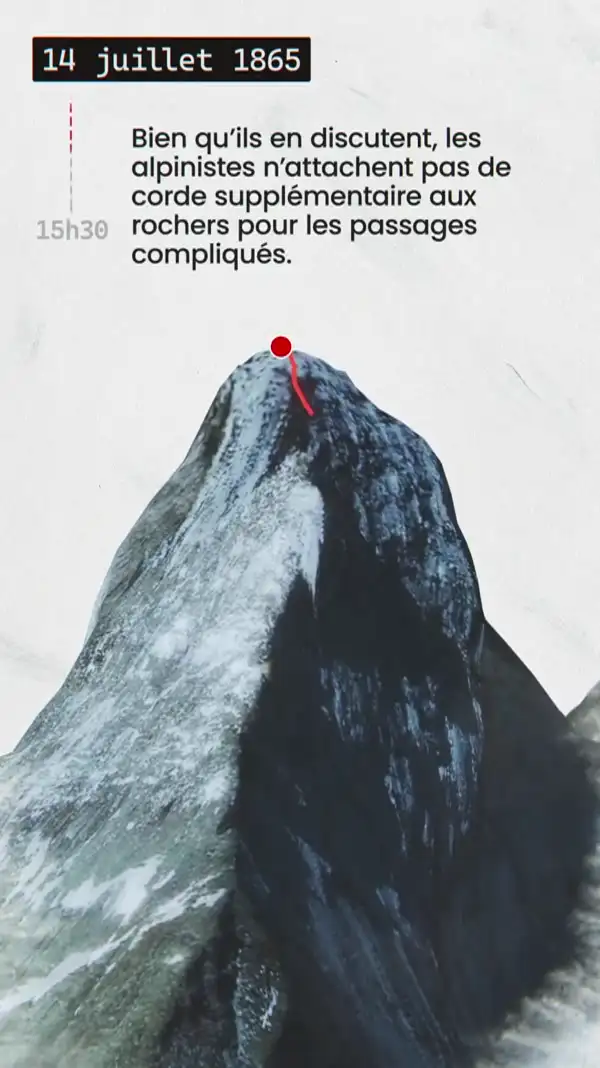 14 juillet 1865
Bien qu’ils en discutent, les
alpinistes n’attachent pas de
corde supplémentaire aux
15h30
rochers pour les passages
compliqués.